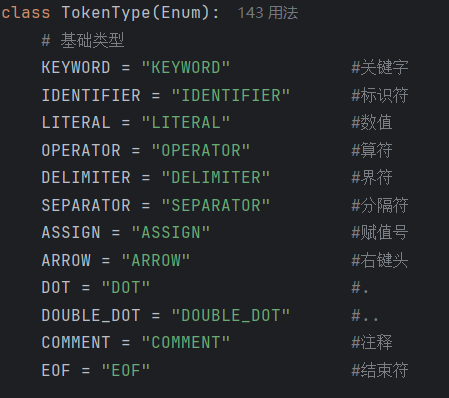 class TokenType(Enum): 143 用法
# 基础类型
KEYWORD = "KEYWORD" #关键字
IDENTIFIER = "IDENTIFIER" #标识符
LITERAL = "LITERAL" #数值
OPERATOR = "OPERATOR" #算符
DELIMITER = "DELIMITER" #界符
SEPARATOR = "SEPARATOR" #分隔符
ASSIGN = "ASSIGN" #赋值号
ARROW = "ARROW" #右键头
DOT = "DOT" #.
DOUBLE_DOT = "DOUBLE_DOT" #..
COMMENT = "COMMENT" #注释
EOF = "EOF" #结束符